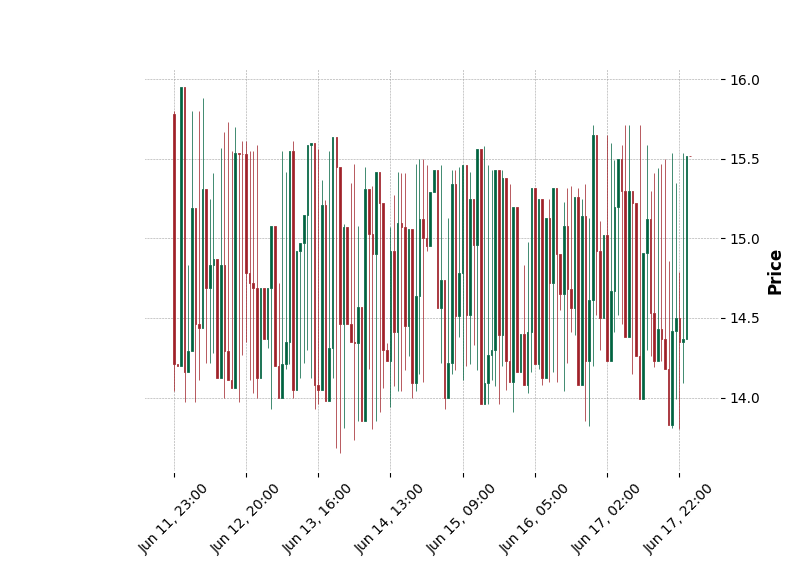 16.0
15.5
15.0
14.5
14.0
Price
Jun 11, 23:00
Jun 12, 20:00
Jun 13, 16:00
Jun 14, 13:00
Jun 15, 09:00
Jun 16, 05:00
Jun 17, 02:00
Jun 17, 22:00